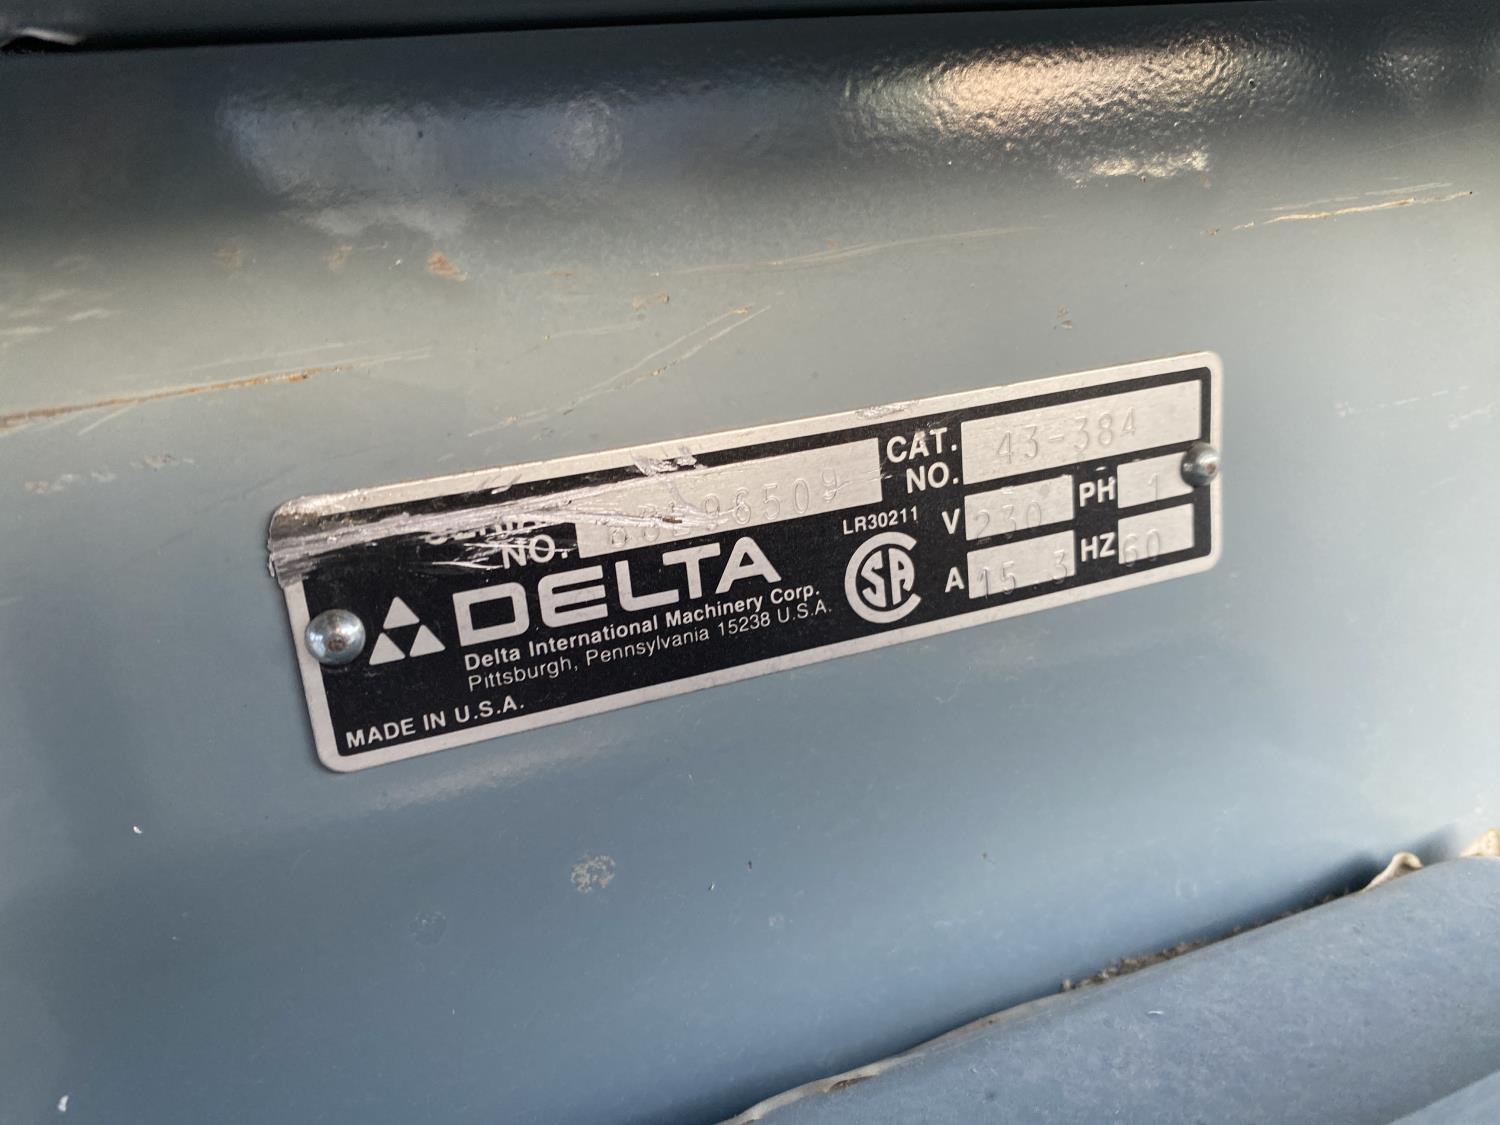 CAT. NO. 43-384
NO.
LR30211
V 230 PH 1
A 15.3 HZ 60
DELTA
Delta International Machinery Corp.
Pittsburgh, Pennsylvania 15238 U.S.A.
MADE IN U.S.A.